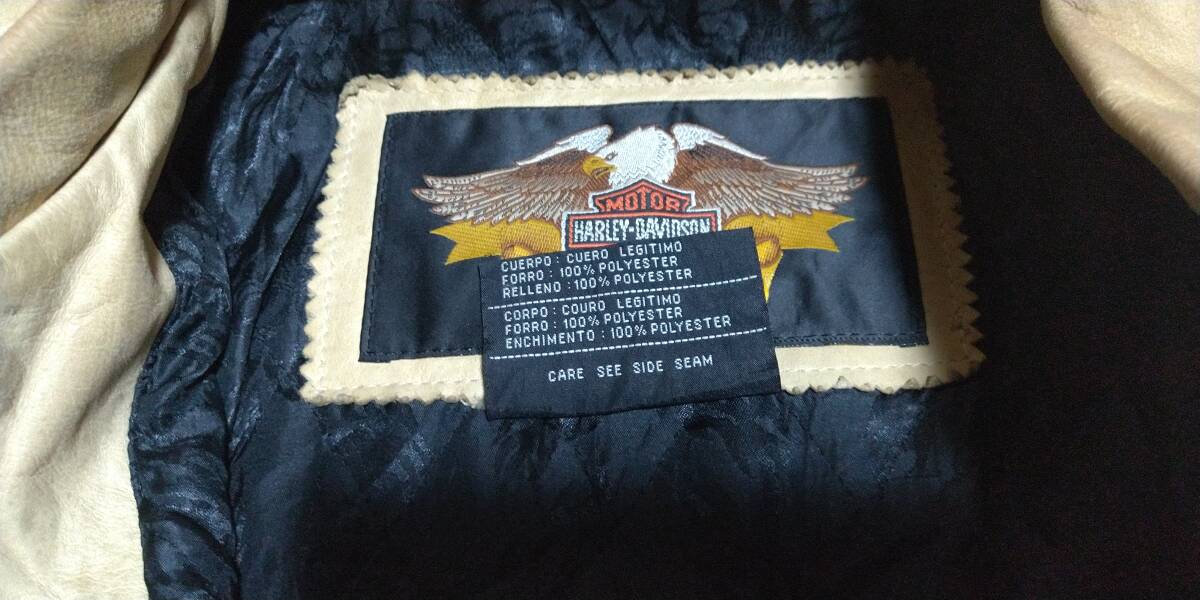 MOTOR
HARLEY-DAVIDSON
CUERPO : CUERO LEGITIMO
FORRO : 100% POLYESTER
RELLENO : 100% POLYESTER
CORPO : COURO LEGITIMO
FORRO : 100% POLYESTER
ENCHIMENTO : 100% POLYESTER
CARE SEE SIDE SEAM